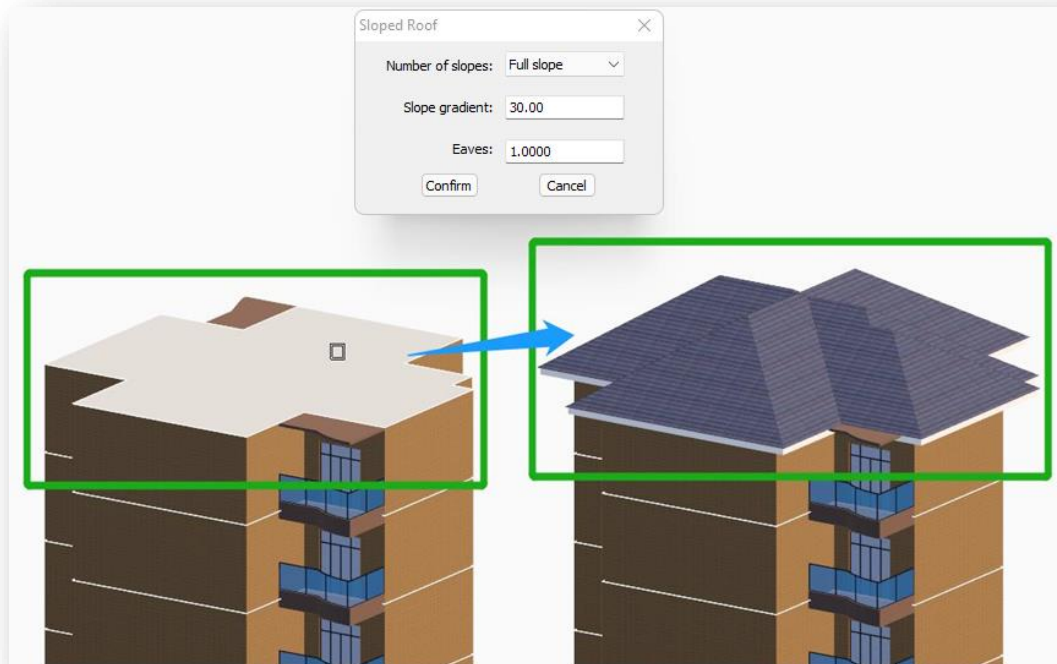 Sloped Roof
Number of slopes: Full slope
Slope gradient: 30.00
Eaves: 1.0000
Confirm Cancel